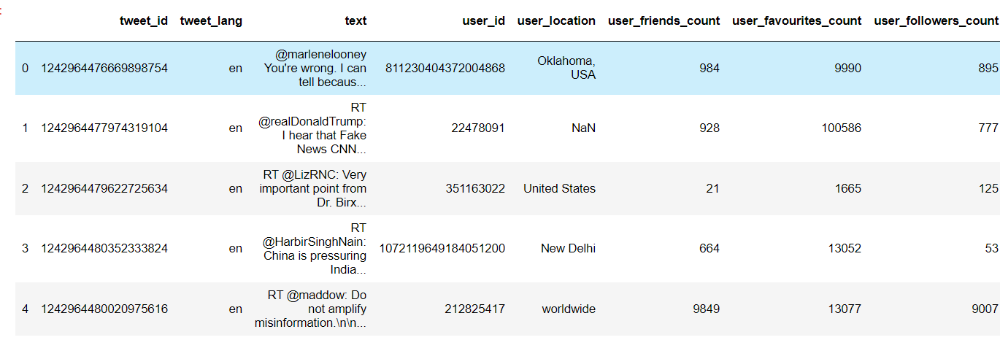 tweet_id tweet_lang text user_id user_location user_friends_count user_favourites_count user_followers_count
@marlenelooney
0 1242964476669898754 en You're wrong. I can 811230404372004868 Oklahoma, USA 984 9990 895
tell becaus...
RT
@realDonaldTrump:
1 1242964477974319104 en I hear that Fake 22478091 NaN 928 100586 777
News CNN...
RT @LizRNC: Very
2 1242964479622725634 en important point from 351163022 United States 21 1665 125
Dr. Birx...
RT
@HarbirSinghNain:
3 1242964480352333824 en China is pressuring 1072119649184051200 New Delhi 664 13052 53
India...
RT @maddow: Do
4 1242964480020975616 en not amplify 212825417 worldwide 9849 13077 9007
misinformation.\n\n...